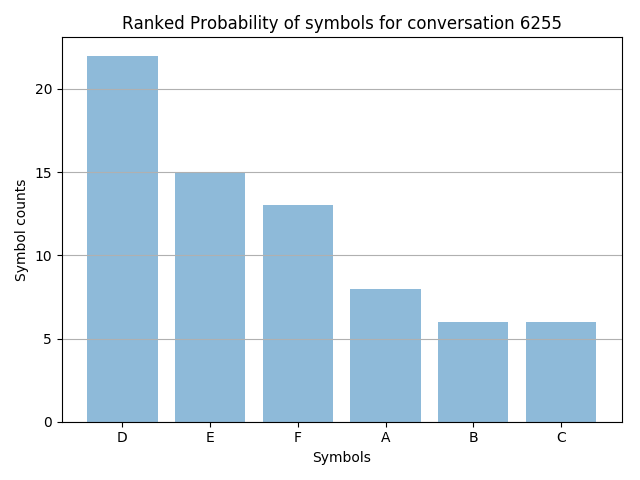 Ranked Probability of symbols for conversation 6255
Symbol counts
20
15
10
5
0
D E F A B C
Symbols